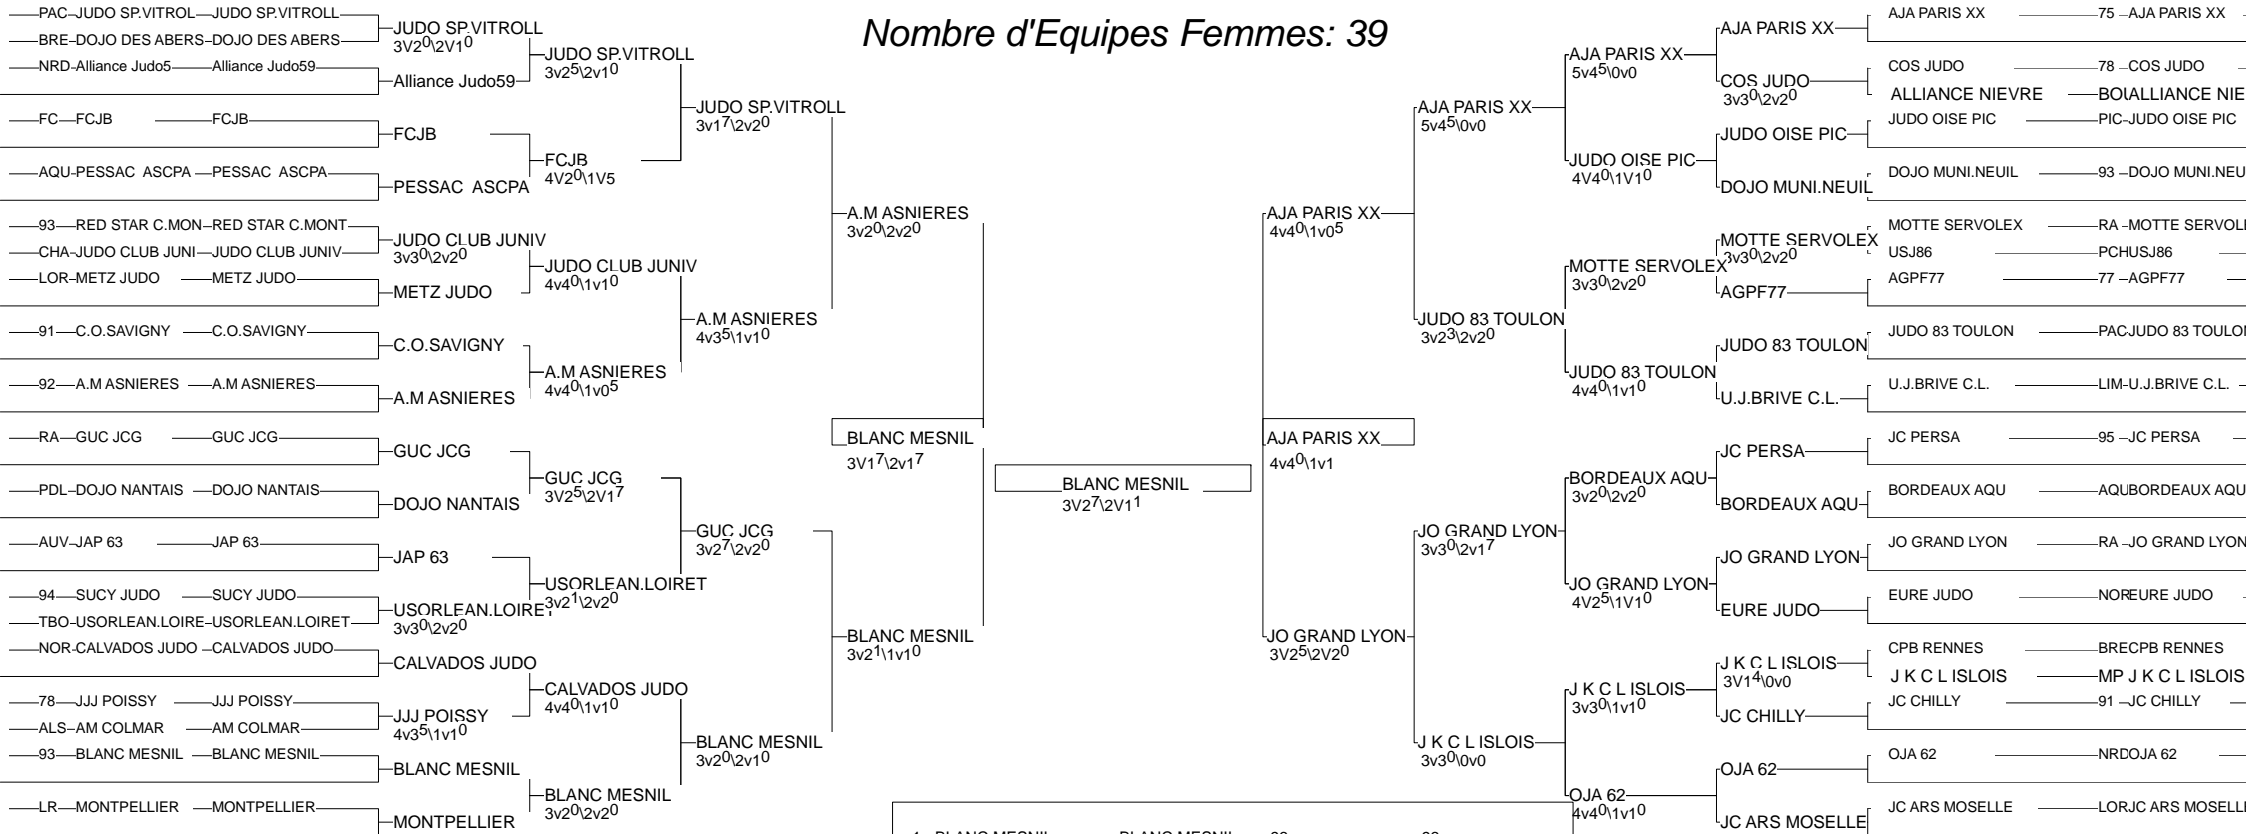 Nombre d'Equipes Femmes: 39
PAC JUDO SP.VITROL JUDO SP.VITROLL
BRE DOJO DES ABERS DOJO DES ABERS
NRD Alliance Judo5 Alliance Judo59
FC FCJB FCJB
AQU PESSAC ASCPA PESSAC ASCPA
93 RED STAR C.MON RED STAR C.MONT
CHA JUDO CLUB JUNI JUDO CLUB JUNIV
LOR METZ JUDO METZ JUDO
91 C.O.SAVIGNY C.O.SAVIGNY
92 A.M ASNIERES A.M ASNIERES
RA GUC JCG GUC JCG
PDL DOJO NANTAIS DOJO NANTAIS
AUV JAP 63 JAP 63
94 SUCY JUDO SUCY JUDO
TBO USORLEAN.LOIRE USORLEAN.LOIRET
NOR CALVADOS JUDO CALVADOS JUDO
78 JJJ POISSY JJJ POISSY
ALS AM COLMAR AM COLMAR
93 BLANC MESNIL BLANC MESNIL
LR MONTPELLIER MONTPELLIER
JUDO SP.VITROLL
3V20\2V10
Alliance Judo59
FCJB
PESSAC ASCPA
JUDO CLUB JUNIV
3v30\2v20
METZ JUDO
C.O.SAVIGNY
A.M ASNIERES
GUC JCG
DOJO NANTAIS
JAP 63
USORLEAN.LOIRET
3v30\2v20
CALVADOS JUDO
JJJ POISSY
4v35\1v10
BLANC MESNIL
MONTPELLIER
JUDO SP.VITROLL
3v25\2v10
FCJB
4V20\1V5
JUDO CLUB JUNIV
4v40\1v10
A.M ASNIERES
4v40\1v05
GUC JCG
3V25\2V17
USORLEAN.LOIRET
3v21\2v20
CALVADOS JUDO
4v40\1v10
BLANC MESNIL
3v20\2v20
JUDO SP.VITROLL
3v17\2v20
A.M ASNIERES
4v35\1v10
GUC JCG
3v27\2v20
BLANC MESNIL
3v20\2v10
A.M ASNIERES
3v20\2v20
BLANC MESNIL
3V17\2v17
BLANC MESNIL
3v21\1v10
BLANC MESNIL
3V27\2V11
AJA PARIS XX
4v40\1v05
AJA PARIS XX
4v40\1v1
JO GRAND LYON
3V25\2V20
AJA PARIS XX
5v45\0v0
JUDO 83 TOULON
3v23\2v20
JO GRAND LYON
3v30\2v17
J K C L ISLOIS
3v30\0v0
AJA PARIS XX
5v45\0v0
JUDO OISE PIC
4V40\1V10
MOTTE SERVOLEX
3v30\2v20
JUDO 83 TOULON
4v40\1v10
BORDEAUX AQU
3v20\2v20
JO GRAND LYON
4V25\1V10
J K C L ISLOIS
3v30\1v10
OJA 62
4v40\1v10
AJA PARIS XX
COS JUDO
3v30\2v20
JUDO OISE PIC
DOJO MUNI.NEUIL
MOTTE SERVOLEX
3v30\2v20
AGPF77
JUDO 83 TOULON
U.J.BRIVE C.L.
JC PERSA
BORDEAUX AQU
JO GRAND LYON
EURE JUDO
J K C L ISLOIS
3V14\0v0
JC CHILLY
OJA 62
JC ARS MOSELLE
AJA PARIS XX 75 AJA PARIS XX
COS JUDO 78 COS JUDO
ALLIANCE NIEVRE BOUALLIANCE NIE
JUDO OISE PIC PIC JUDO OISE PIC
DOJO MUNI.NEUIL 93 DOJO MUNI.NEU
MOTTE SERVOLEX RA MOTTE SERVOL
USJ86 PCHUSJ86
AGPF77 77 AGPF77
JUDO 83 TOULON PACJUDO 83 TOULO
U.J.BRIVE C.L. LIM U.J.BRIVE C.L.
JC PERSA 95 JC PERSA
BORDEAUX AQU AQUBORDEAUX AQU
JO GRAND LYON RA JO GRAND LYON
EURE JUDO NOREURE JUDO
CPB RENNES BRECPB RENNES
J K C L ISLOIS MP J K C L ISLOIS
JC CHILLY 91 JC CHILLY
OJA 62 NRDOJA 62
JC ARS MOSELLE LORJC ARS MOSELL